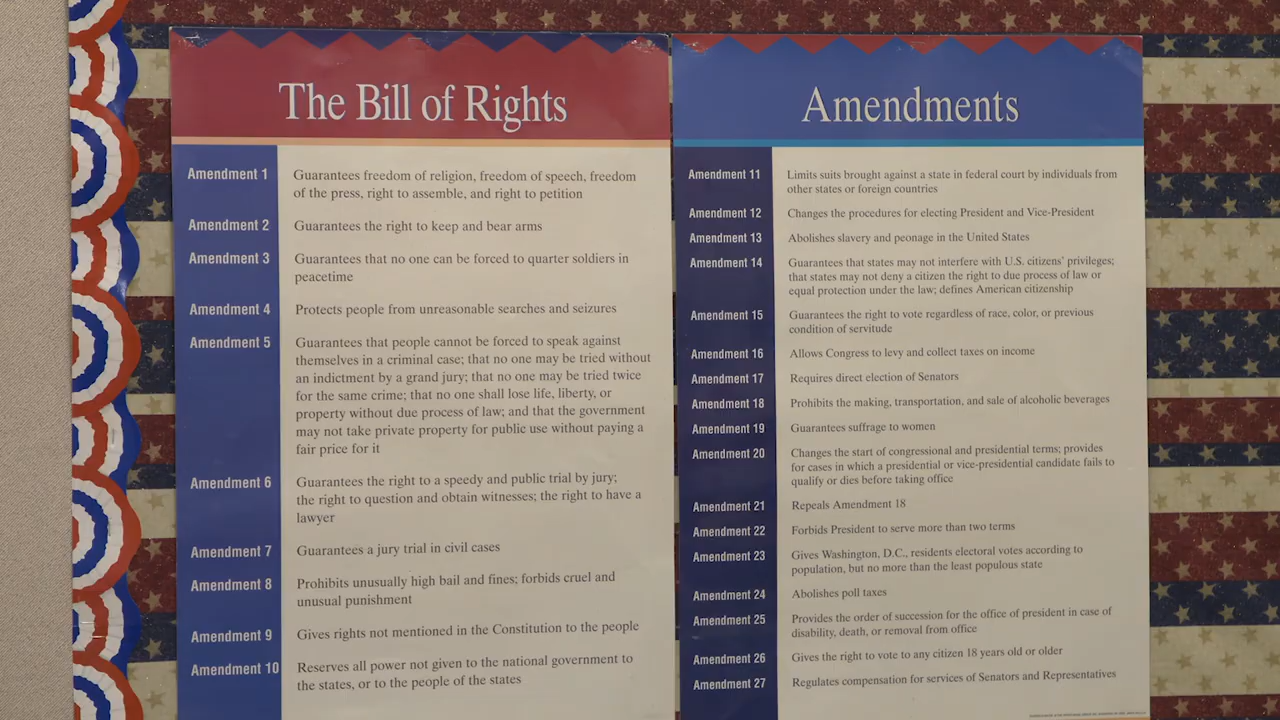 The Bill of Rights
Amendment 1
Guarantees freedom of religion, freedom of speech, freedom
of the press, right to assemble, and right to petition
Amendment 2
Guarantees the right to keep and bear arms
Amendment 3
Guarantees that no one can be forced to quarter soldiers in
peacetime
Amendment 4
Protects people from unreasonable searches and seizures
Amendment 5
Guarantees that people cannot be forced to speak against
themselves in a criminal case; that no one may be tried without
an indictment by a grand jury; that no one may be tried twice
for the same crime; that no one shall lose life, liberty, or
property without due process of law; and that the government
may not take private property for public use without paying a
fair price for it
Amendment 6
Guarantees the right to a speedy and public trial by jury;
the right to question and obtain witnesses; the right to have a
lawyer
Amendment 7
Guarantees a jury trial in civil cases
Amendment 8
Prohibits unusually high bail and fines; forbids cruel and
unusual punishment
Amendment 9
Gives rights not mentioned in the Constitution to the people
Amendment 10
Reserves all power not given to the national government to
the states, or to the people of the states
Amendments
Amendment 11
Limits suits brought against a state in federal court by individuals from
other states or foreign countries
Amendment 12
Changes the procedures for electing President and Vice-President
Amendment 13
Abolishes slavery and peonage in the United States
Amendment 14
Guarantees that states may not interfere with U.S. citizens' privileges;
that states may not deny a citizen the right to due process of law or
equal protection under the law; defines American citizenship
Amendment 15
Guarantees the right to vote regardless of race, color, or previous
condition of servitude
Amendment 16
Allows Congress to levy and collect taxes on income
Amendment 17
Requires direct election of Senators
Amendment 18
Prohibits the making, transportation, and sale of alcoholic beverages
Amendment 19
Guarantees suffrage to women
Amendment 20
Changes the start of congressional and presidential terms; provides
for cases in which a presidential or vice-presidential candidate fails to
qualify or dies before taking office
Amendment 21
Repeals Amendment 18
Amendment 22
Forbids President to serve more than two terms
Amendment 23
Gives Washington, D.C., residents electoral votes according to
population, but no more than the least populous state
Amendment 24
Abolishes poll taxes
Amendment 25
Provides the order of succession for the office of president in case of
disability, death, or removal from office
Amendment 26
Gives the right to vote to any citizen 18 years old or older
Amendment 27
Regulates compensation for services of Senators and Representatives